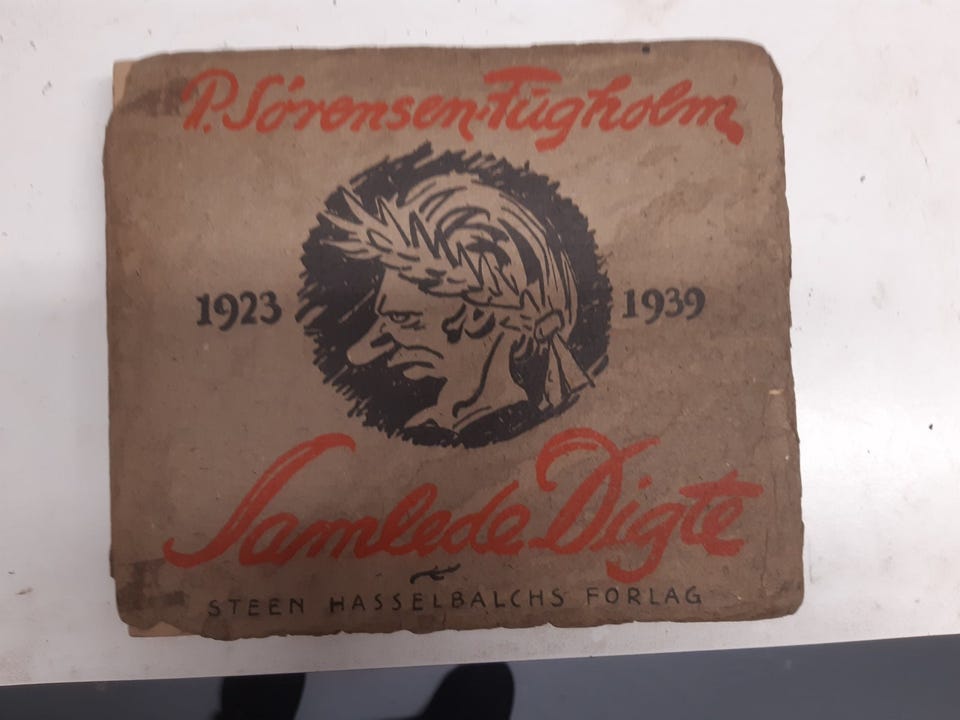 P. Sörensen-Fugholm
1923 1939
Samlede Digte
STEEN HASSELBALCHS FORLAG